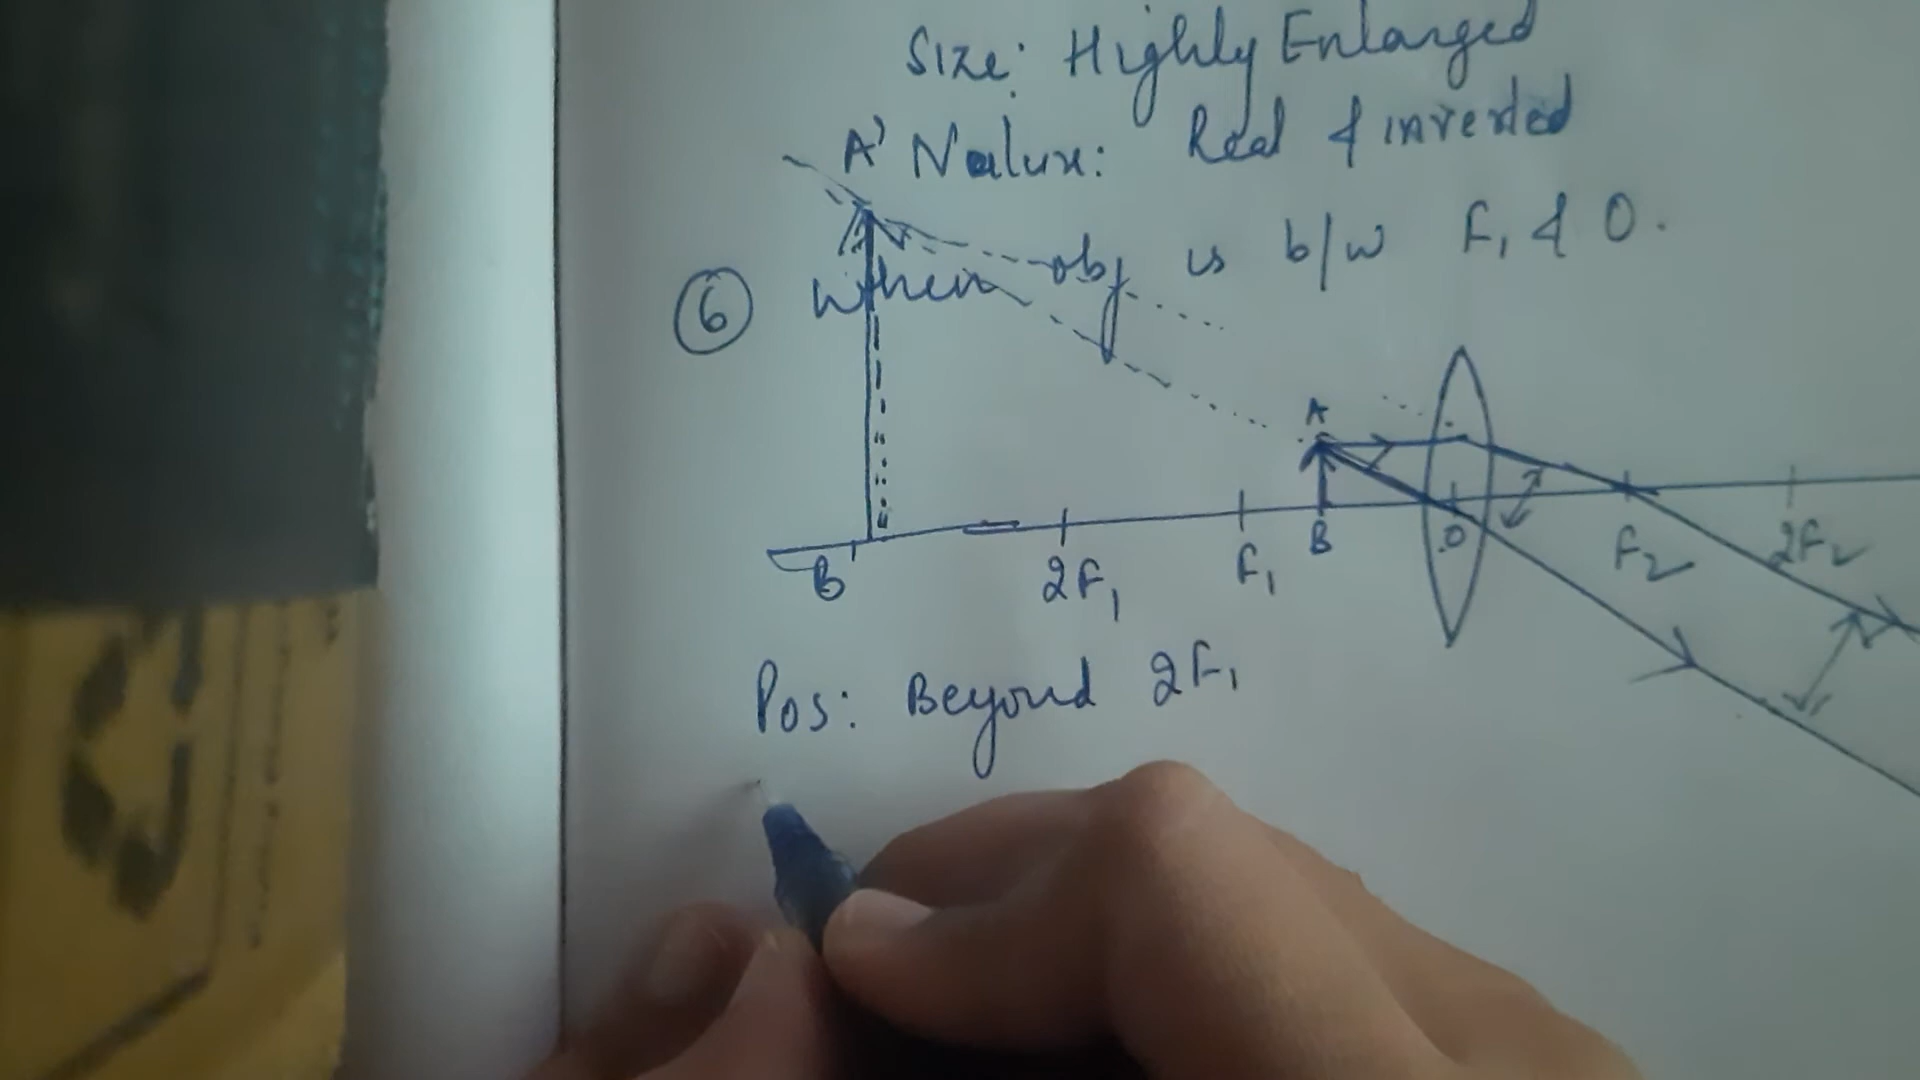 Size: Highly Enlarged
A' Nature: Real & inverted
⑥ When obj is b/w F₁ & O.
A
B 2F₁ F₁ B O F₂ 2F₂
Pos: Beyond 2F₁